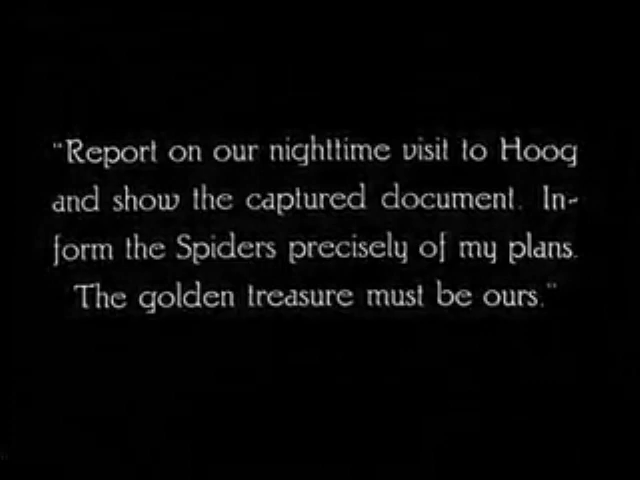 "Report on our nighttime visit to Hoog
and show the captured document. In-
form the Spiders precisely of my plans.
The golden treasure must be ours."